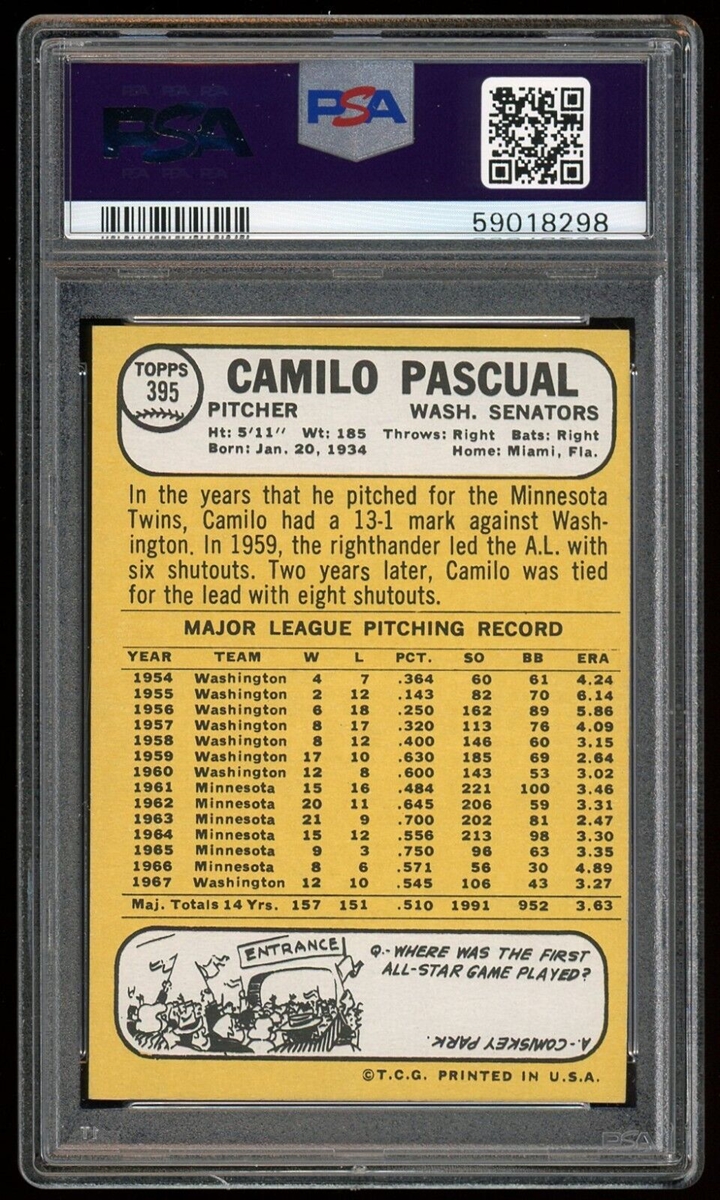 PSA PSA PSA
PSA
PSA PSA PSA
PSA
59018298
TOPPS
395
CAMILO PASCUAL
PITCHER WASH. SENATORS
Ht: 5'11" Wt: 185 Throws: Right Bats: Right
Born: Jan. 20, 1934 Home: Miami, Fla.
In the years that he pitched for the Minnesota
Twins, Camilo had a 13-1 mark against Wash-
ington. In 1959, the righthander led the A.L. with
six shutouts. Two years later, Camilo was tied
for the lead with eight shutouts.
MAJOR LEAGUE PITCHING RECORD
YEAR TEAM W L PCT. SO BB ERA
1954 Washington 4 7 .364 60 61 4.24
1955 Washington 2 12 .143 82 70 6.14
1956 Washington 6 18 .250 162 89 5.86
1957 Washington 8 17 .320 113 76 4.09
1958 Washington 8 12 .400 146 60 3.15
1959 Washington 17 10 .630 185 69 2.64
1960 Washington 12 8 .600 143 53 3.02
1961 Minnesota 15 16 .484 221 100 3.46
1962 Minnesota 20 11 .645 206 59 3.31
1963 Minnesota 21 9 .700 202 81 2.47
1964 Minnesota 15 12 .556 213 98 3.30
1965 Minnesota 9 3 .750 96 63 3.35
1966 Minnesota 8 6 .571 56 30 4.89
1967 Washington 12 10 .545 106 43 3.27
Maj. Totals 14 Yrs. 157 151 .510 1991 952 3.63
ENTRANCE
Q.-WHERE WAS THE FIRST
ALL-STAR GAME PLAYED?
A.-COMISKEY PARK.
©T.C.G. PRINTED IN U.S.A.
PSA